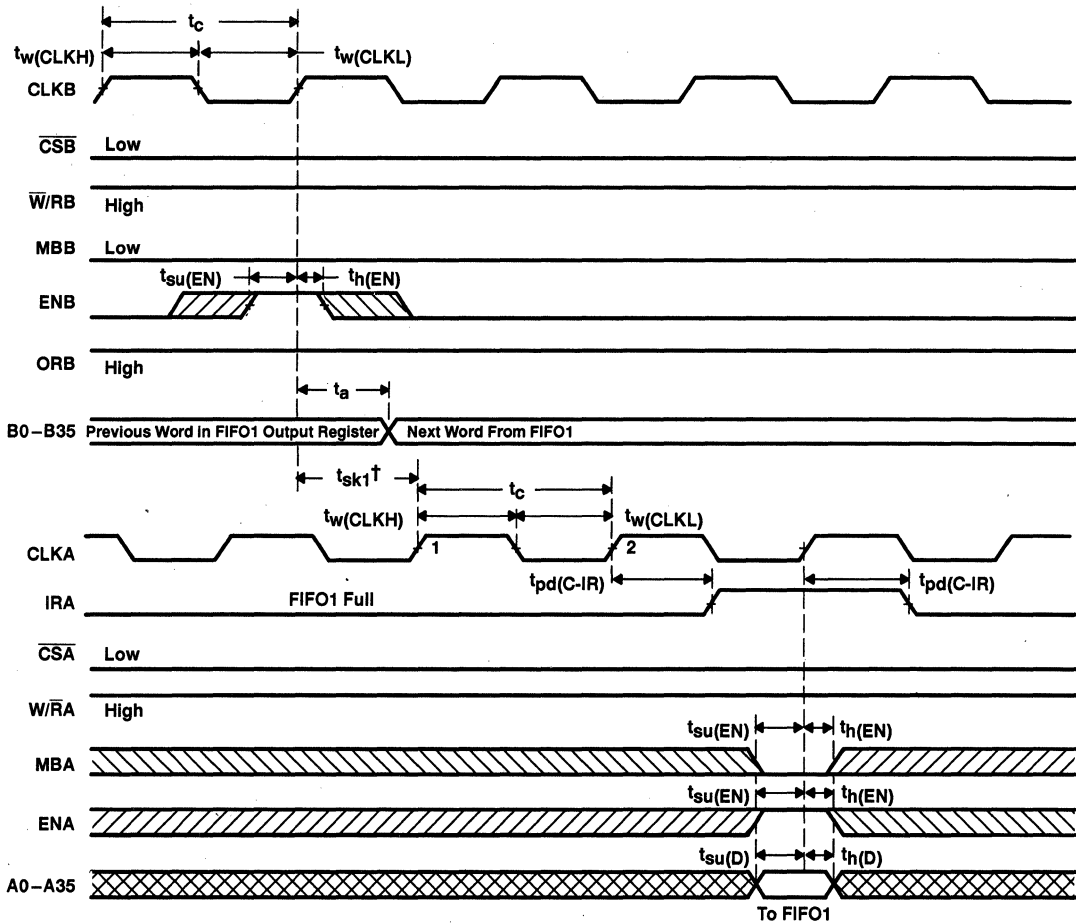 tc
tw(CLKH)
tw(CLKL)
CLKB
CSB
Low
W/RB
High
MBB
Low
tsu(EN)
th(EN)
ENB
ORB
High
ta
B0–B35
Previous Word in FIFO1 Output Register
Next Word From FIFO1
tsk1†
tc
tw(CLKH)
tw(CLKL)
CLKA
1
2
tpd(C-IR)
tpd(C-IR)
IRA
FIFO1 Full
CSA
Low
W/RA
High
tsu(EN)
th(EN)
MBA
tsu(EN)
th(EN)
ENA
tsu(D)
th(D)
A0–A35
To FIFO1